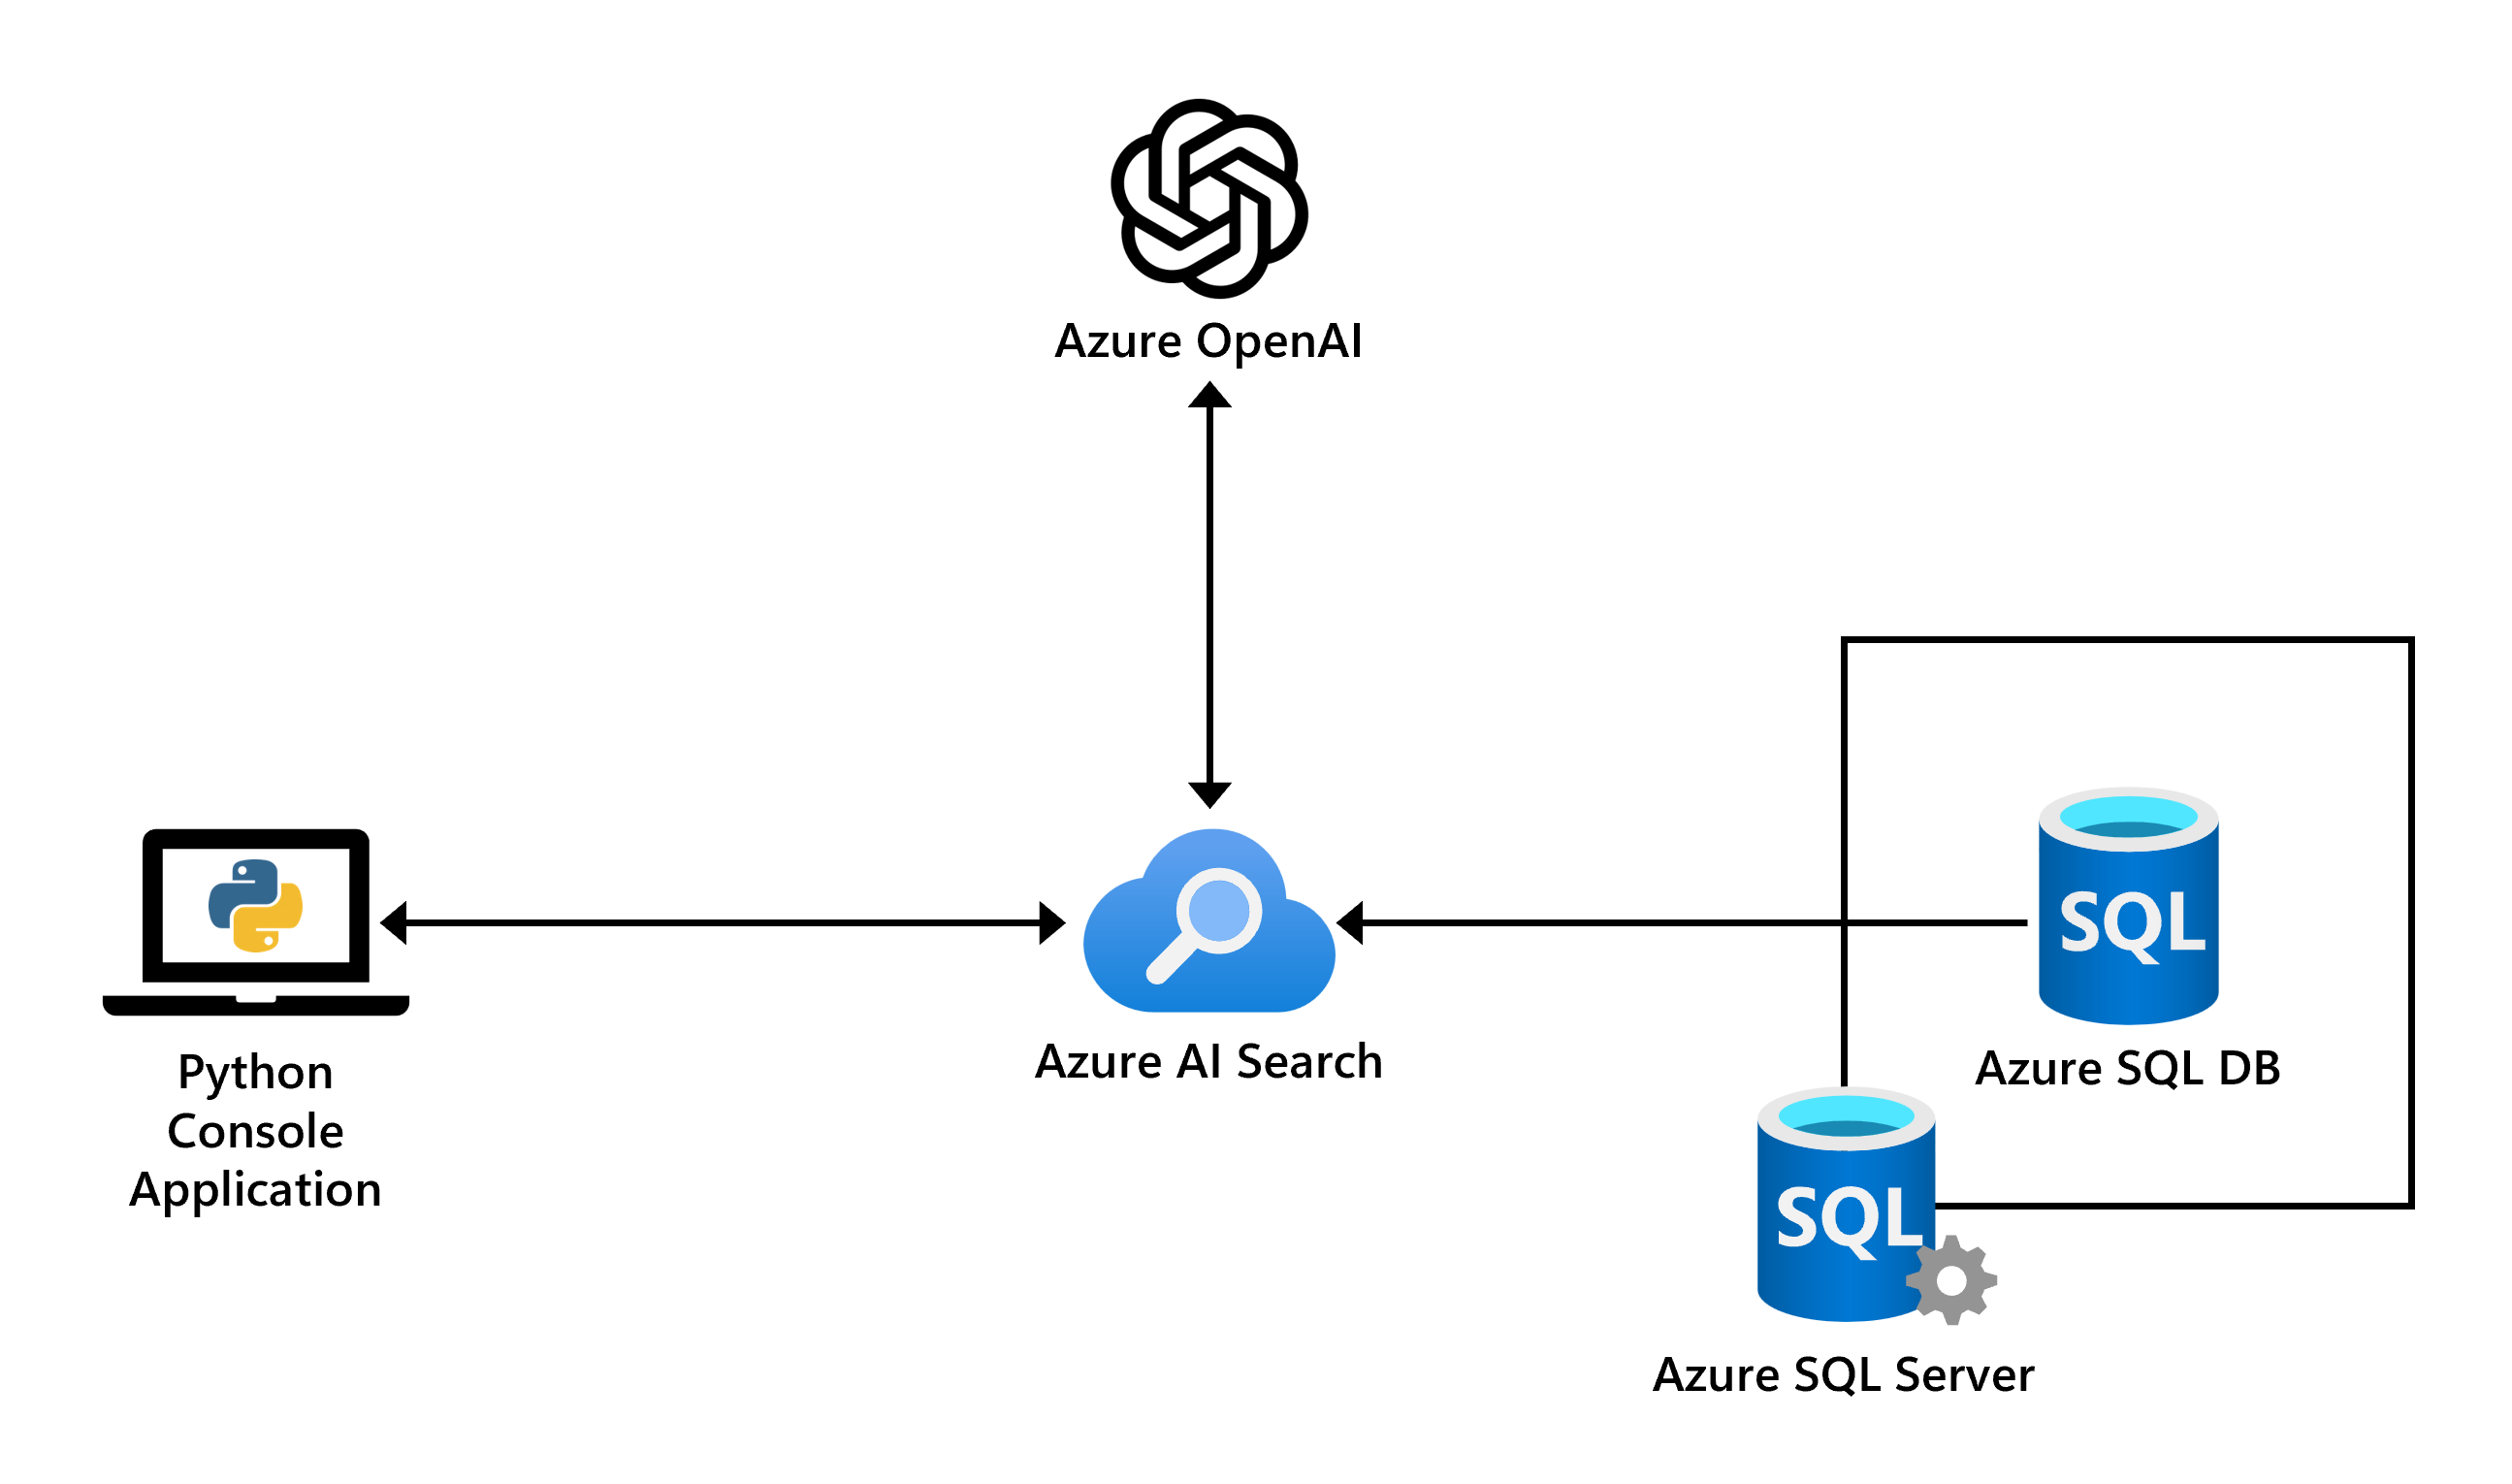 Azure OpenAI
SQL
Azure AI Search
Azure SQL DB
Python
Console
Application
SQL
Azure SQL Server